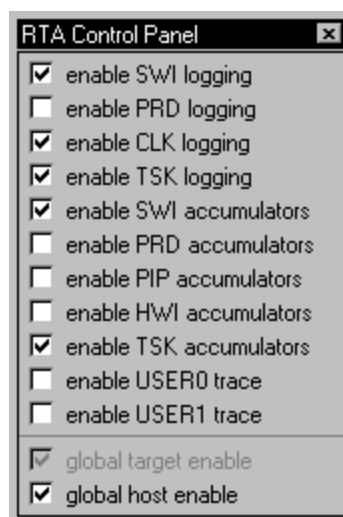 RTA Control Panel
enable SWI logging
enable PRD logging
enable CLK logging
enable TSK logging
enable SWI accumulators
enable PRD accumulators
enable PIP accumulators
enable HWI accumulators
enable TSK accumulators
enable USER0 trace
enable USER1 trace
global target enable
global host enable